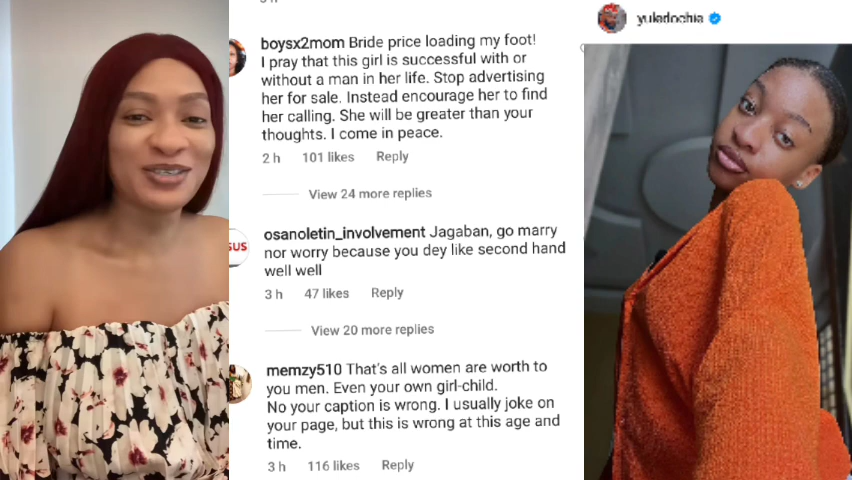 boysx2mom Bride price loading my foot!
I pray that this girl is successful with or
without a man in her life. Stop advertising
her for sale. Instead encourage her to find
her calling. She will be greater than your
thoughts. I come in peace.
2 h 101 likes Reply
View 24 more replies
osanoletin_involvement Jagaban, go marry
nor worry because you dey like second hand
well well
3 h 47 likes Reply
View 20 more replies
memzy510 That's all women are worth to
you men. Even your own girl-child.
No your caption is wrong. I usually joke on
your page, but this is wrong at this age and
time.
3 h 116 likes Reply
SUS